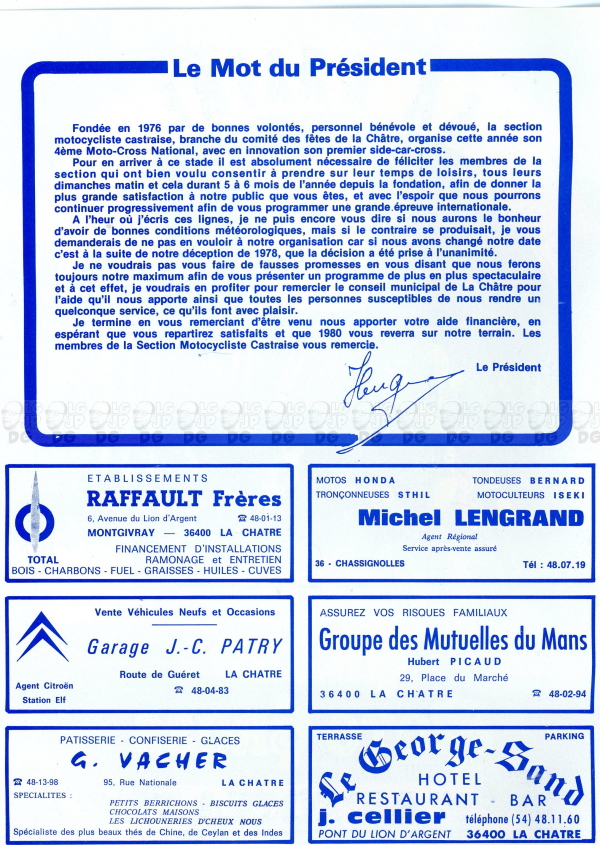 Le Mot du Président
Fondée en 1976 par de bonnes volontés, personnel bénévole et dévoué, la section
motocycliste castraise, branche du comité des fêtes de la Châtre, organise cette année son
4ème Moto-Cross National, avec en innovation son premier side-car-cross.
Pour en arriver à ce stade il est absolument nécessaire de féliciter les membres de la
section qui ont bien voulu consentir à prendre sur leur temps de loisirs, tous leurs
dimanches matin et cela durant 5 à 6 mois de l'année depuis la fondation, afin de donner la
plus grande satisfaction à notre public que vous êtes, et avec l'espoir que nous pourrons
continuer progressivement afin de vous programmer une grande épreuve internationale.
A l'heur où j'écris ces lignes, je ne puis encore vous dire si nous aurons le bonheur
d'avoir de bonnes conditions météorologiques, mais si le contraire se produisait, je vous
demanderais de ne pas en vouloir à notre organisation car si nous avons changé notre date
c'est à la suite de notre déception de 1978, que la décision a été prise à l'unanimité.
Je ne voudrais pas vous faire de fausses promesses en vous disant que nous ferons
toujours notre maximum afin de vous présenter un programme de plus en plus spectaculaire
et à cet effet, je voudrais en profiter pour remercier le conseil municipal de La Châtre pour
l'aide qu'il nous apporte ainsi que toutes les personnes susceptibles de nous rendre un
quelconque service, ce qu'ils font avec plaisir.
Je termine en vous remerciant d'être venu nous apporter votre aide financière, en
espérant que vous repartirez satisfaits et que 1980 vous reverra sur notre terrain. Les
membres de la Section Motocycliste Castraise vous remercie.
Le Président
ETABLISSEMENTS
RAFFAULT Frères
6, Avenue du Lion d'Argent ☎ 48-01-13
MONTGIVRAY — 36400 LA CHATRE
FINANCEMENT D'INSTALLATIONS
TOTAL RAMONAGE et ENTRETIEN
BOIS - CHARBONS - FUEL - GRAISSES - HUILES - CUVES
MOTOS HONDA TONDEUSES BERNARD
TRONÇONNEUSES STHIL MOTOCULTEURS ISEKI
Michel LENGRAND
Agent Régional
Service après-vente assuré
36 - CHASSIGNOLLES Tél : 48.07.19
Vente Véhicules Neufs et Occasions
Garage J.-C. PATRY
Route de Guéret LA CHATRE
Agent Citroën
☎ 48-04-83
Station Elf
ASSUREZ VOS RISQUES FAMILIAUX
Groupe des Mutuelles du Mans
Hubert PICAUD
29, Place du Marché
36400 LA CHATRE ☎ 48-02-94
PATISSERIE - CONFISERIE - GLACES
G. VACHER
☎ 48-13-98 95, Rue Nationale LA CHATRE
SPECIALITES :
PETITS BERRICHONS - BISCUITS GLACES
CHOCOLATS MAISONS
LES LICHOUNERIES D'CHEUX NOUS
Spécialiste des plus beaux thés de Chine, de Ceylan et des Indes
TERRASSE PARKING
Le George-Sand
HOTEL
RESTAURANT - BAR
j. cellier téléphone (54) 48.11.60
PONT DU LION D'ARGENT 36400 LA CHATRE